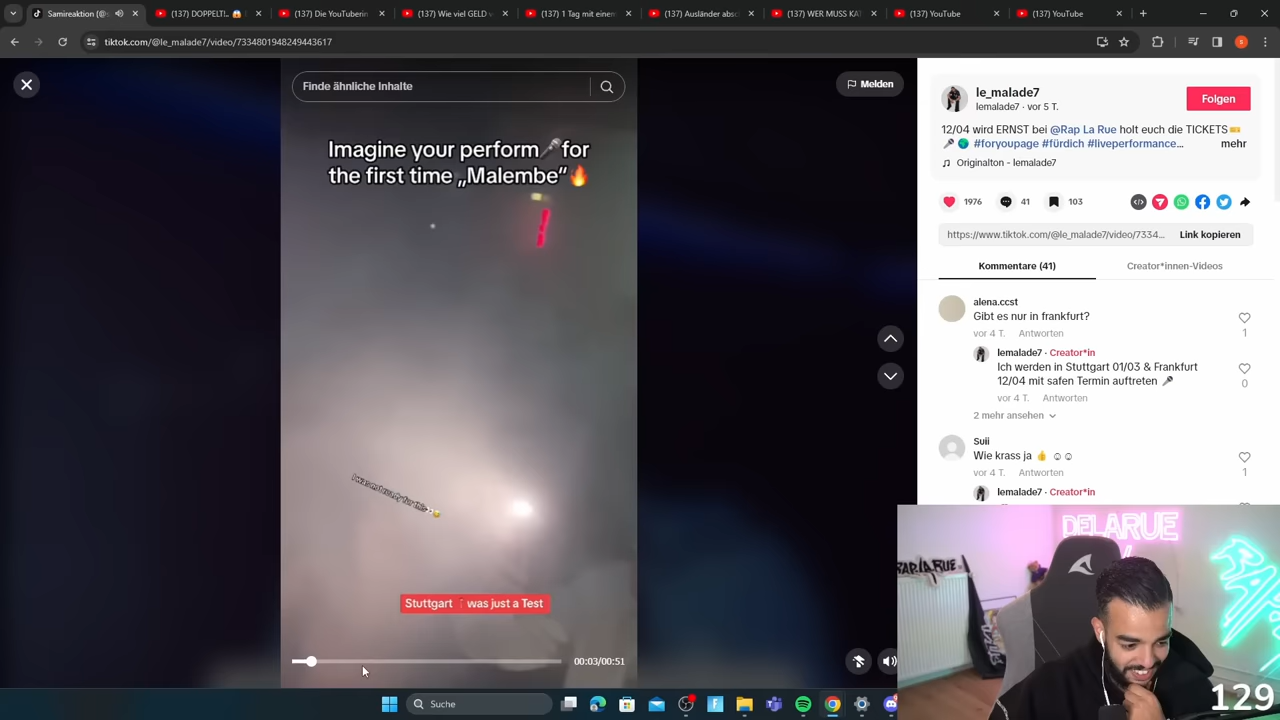 Samireaktion (@
(137) DOPPELT!..
(137) Die YouTuberin
(137) Wie viel GELD
(137) 1 Tag mit einem
(137) Ausländer
(137) WER MUSS
(137) YouTube
(137) YouTube
tiktok.com/@le_malade7/video/7334801948249443617
Finde ähnliche Inhalte
Melden
Imagine your perform🎤for
the first time „Malembe“🔥
Stuttgart was just a Test
00:03/00:51
le_malade7
lemalade7 · vor 5 T.
Folgen
12/04 wird ERNST bei @Rap La Rue holt euch die TICKETS🎫
🎤 🌍 #foryoupage #fürdich #liveperformance...
mehr
Originalton - lemalade7
1976
41
103
https://www.tiktok.com/@le_malade7/video/7334...
Link kopieren
Kommentare (41)
Creator*innen-Videos
alena.ccst
Gibt es nur in frankfurt?
vor 4 T. Antworten
1
lemalade7 · Creator*in
Ich werden in Stuttgart 01/03 & Frankfurt
12/04 mit safen Termin auftreten 🎤
0
vor 4 T. Antworten
2 mehr ansehen
Suii
Wie krass ja 👍 ☺☺
1
vor 4 T. Antworten
lemalade7 · Creator*in
DELARUE
RAP.LA.RUE
129
Suche